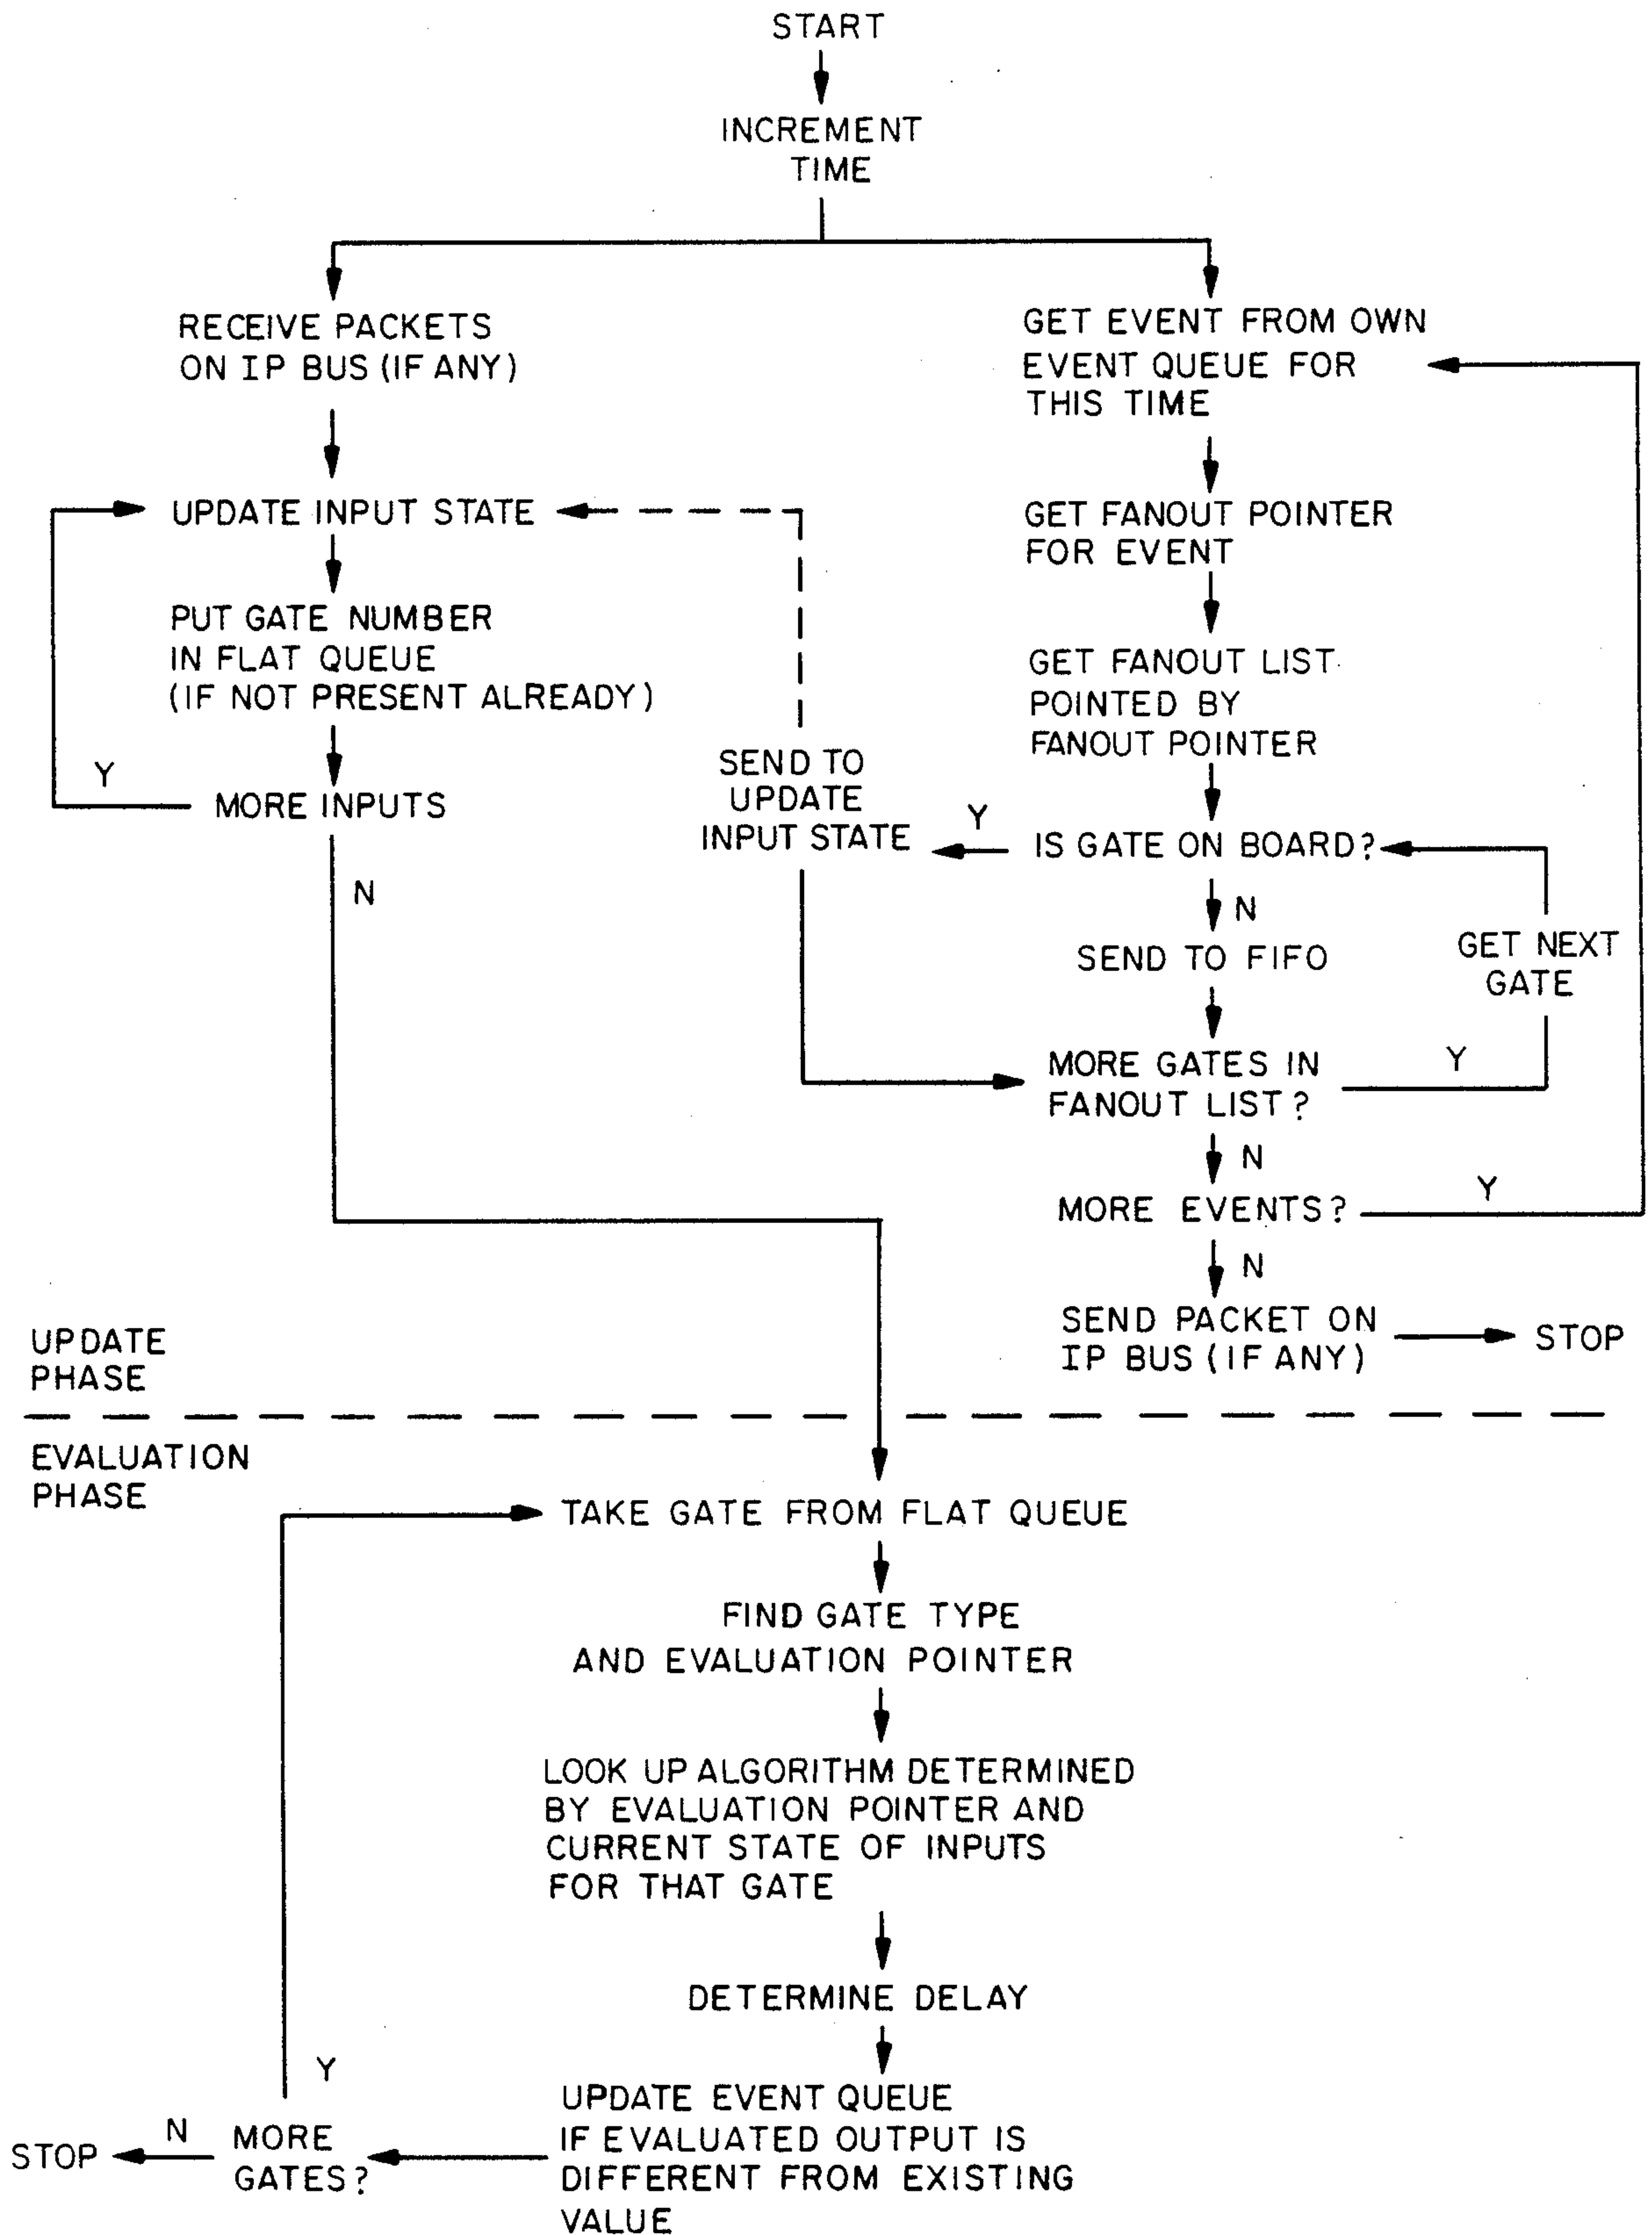 START
INCREMENT
TIME
RECEIVE PACKETS
ON IP BUS (IF ANY)
UPDATE INPUT STATE
PUT GATE NUMBER
IN FLAT QUEUE
(IF NOT PRESENT ALREADY)
Y
MORE INPUTS
N
GET EVENT FROM OWN
EVENT QUEUE FOR
THIS TIME
GET FANOUT POINTER
FOR EVENT
GET FANOUT LIST
POINTED BY
FANOUT POINTER
SEND TO
UPDATE
INPUT STATE
Y
IS GATE ON BOARD?
N
SEND TO FIFO
GET NEXT
GATE
MORE GATES IN
FANOUT LIST?
Y
N
MORE EVENTS?
Y
N
SEND PACKET ON
IP BUS (IF ANY)
STOP
UPDATE
PHASE
EVALUATION
PHASE
TAKE GATE FROM FLAT QUEUE
FIND GATE TYPE
AND EVALUATION POINTER
LOOK UP ALGORITHM DETERMINED
BY EVALUATION POINTER AND
CURRENT STATE OF INPUTS
FOR THAT GATE
DETERMINE DELAY
UPDATE EVENT QUEUE
IF EVALUATED OUTPUT IS
DIFFERENT FROM EXISTING
VALUE
Y
MORE
GATES?
N
STOP